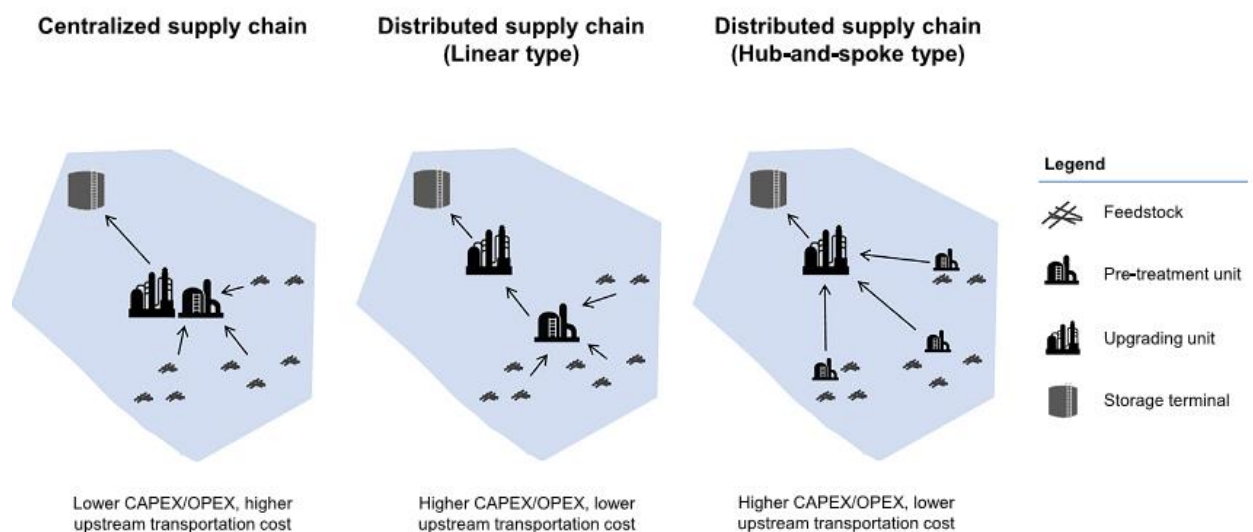 Centralized supply chain
Distributed supply chain
(Linear type)
Distributed supply chain
(Hub-and-spoke type)
Legend
Feedstock
Pre-treatment unit
Upgrading unit
Storage terminal
Lower CAPEX/OPEX, higher
upstream transportation cost
Higher CAPEX/OPEX, lower
upstream transportation cost
Higher CAPEX/OPEX, lower
upstream transportation cost